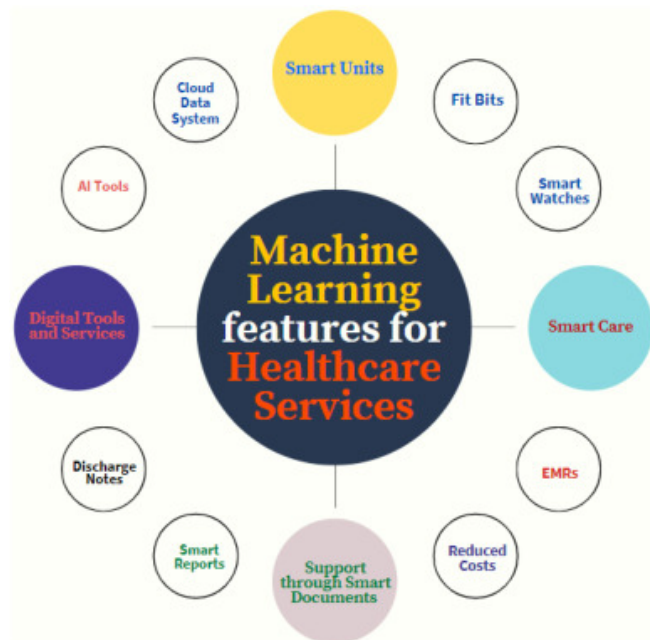 Smart Units
Cloud
Data
System
Fit Bits
AI Tools
Smart
Watches
Machine
Learning
features for
Healthcare
Services
Digital Tools
and Services
Smart Care
Discharge
Notes
EMRs
Smart
Reports
Reduced
Costs
Support
through Smart
Documents